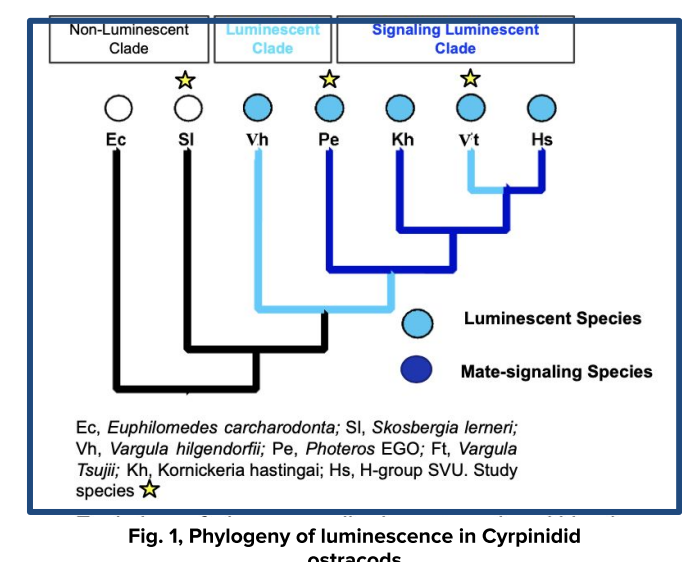 Non-Luminescent Clade
Luminescent Clade
Signaling Luminescent Clade
Ec Sl Vh Pe Kh Vt Hs
Luminescent Species
Mate-signaling Species
Ec, Euphilomedes carcharodonta; Sl, Skosbergia lerneri;
Vh, Vargula hilgendorfii; Pe, Photeros EGO; Ft, Vargula
Tsujii; Kh, Kornickeria hastingai; Hs, H-group SVU. Study
species
Fig. 1, Phylogeny of luminescence in Cyrpinidid
ostracods